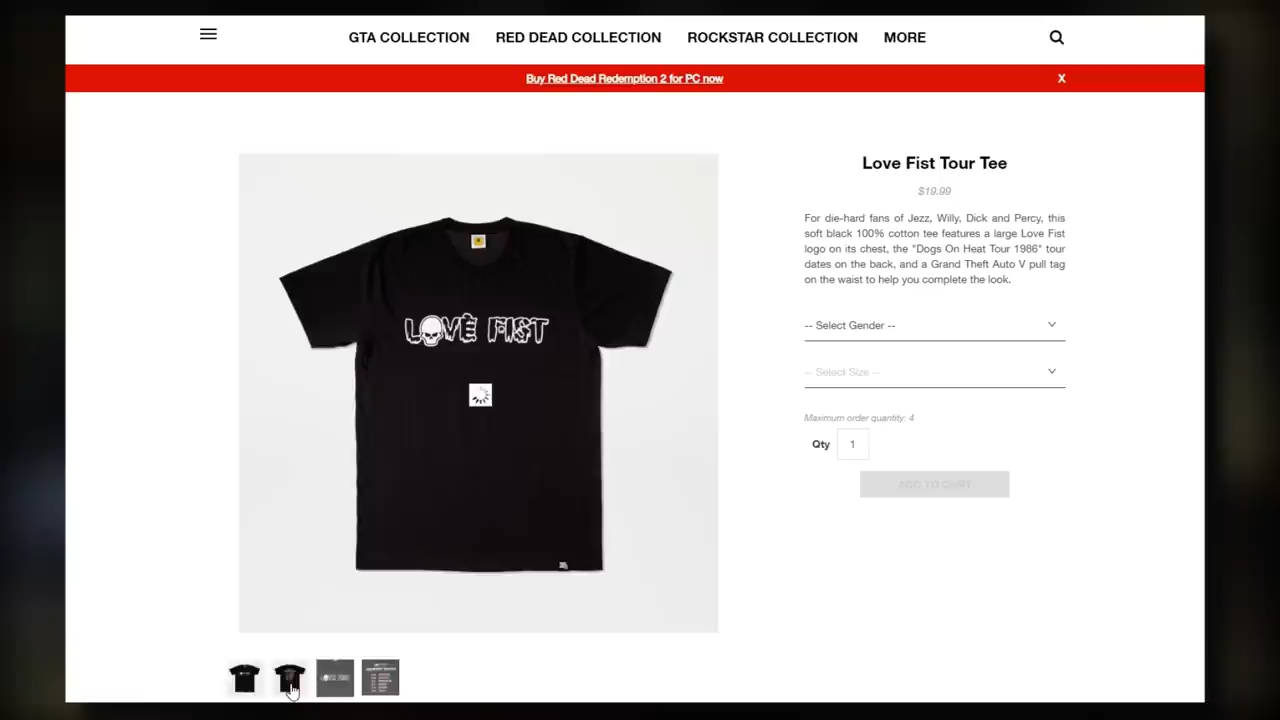 GTA COLLECTION RED DEAD COLLECTION ROCKSTAR COLLECTION MORE
Buy Red Dead Redemption 2 for PC now X
Love Fist Tour Tee
$19.99
For die-hard fans of Jezz, Willy, Dick and Percy, this
soft black 100% cotton tee features a large Love Fist
logo on its chest, the "Dogs On Heat Tour 1986" tour
dates on the back, and a Grand Theft Auto V pull tag
on the waist to help you complete the look.
LOVE FIST
-- Select Gender --
-- Select Size --
Maximum order quantity: 4
Qty 1
ADD TO CART